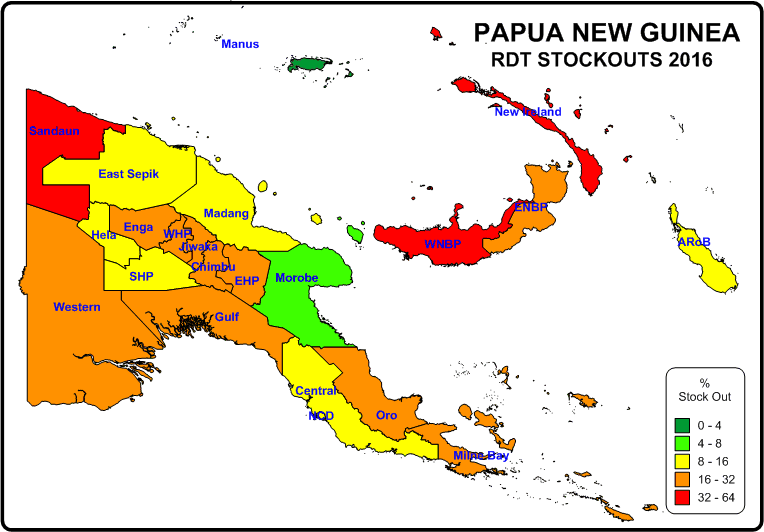 PAPUA NEW GUINEA
RDT STOCKOUTS 2016
Manus
New Ireland
Sandaun
East Sepik
Madang
ENBP
Enga
WHP
Hela
Jiwaka
WNBP
ARoB
Chimbu
SHP
EHP
Morobe
Western
Gulf
Central
NCD
Oro
Milne Bay
%
Stock Out
0 - 4
4 - 8
8 - 16
16 - 32
32 - 64